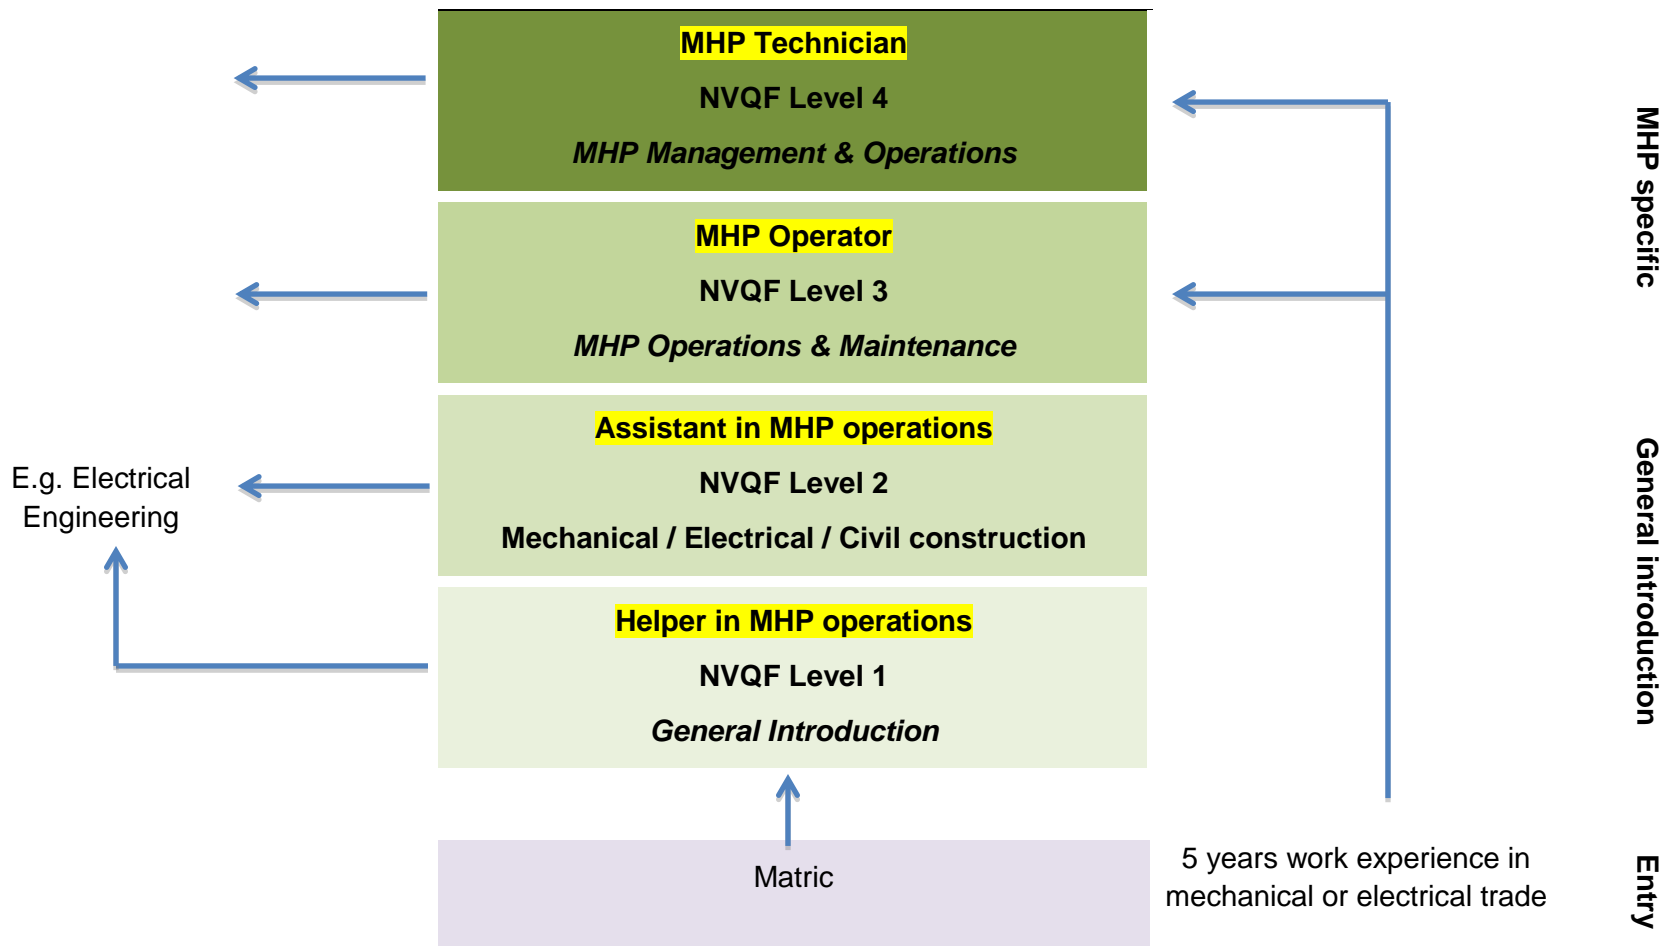 MHP Technician
NVQF Level 4
MHP Management & Operations
MHP Operator
NVQF Level 3
MHP Operations & Maintenance
Assistant in MHP operations
NVQF Level 2
Mechanical / Electrical / Civil construction
Helper in MHP operations
NVQF Level 1
General Introduction
Matric
E.g. Electrical
Engineering
5 years work experience in
mechanical or electrical trade
MHP specific
General introduction
Entry